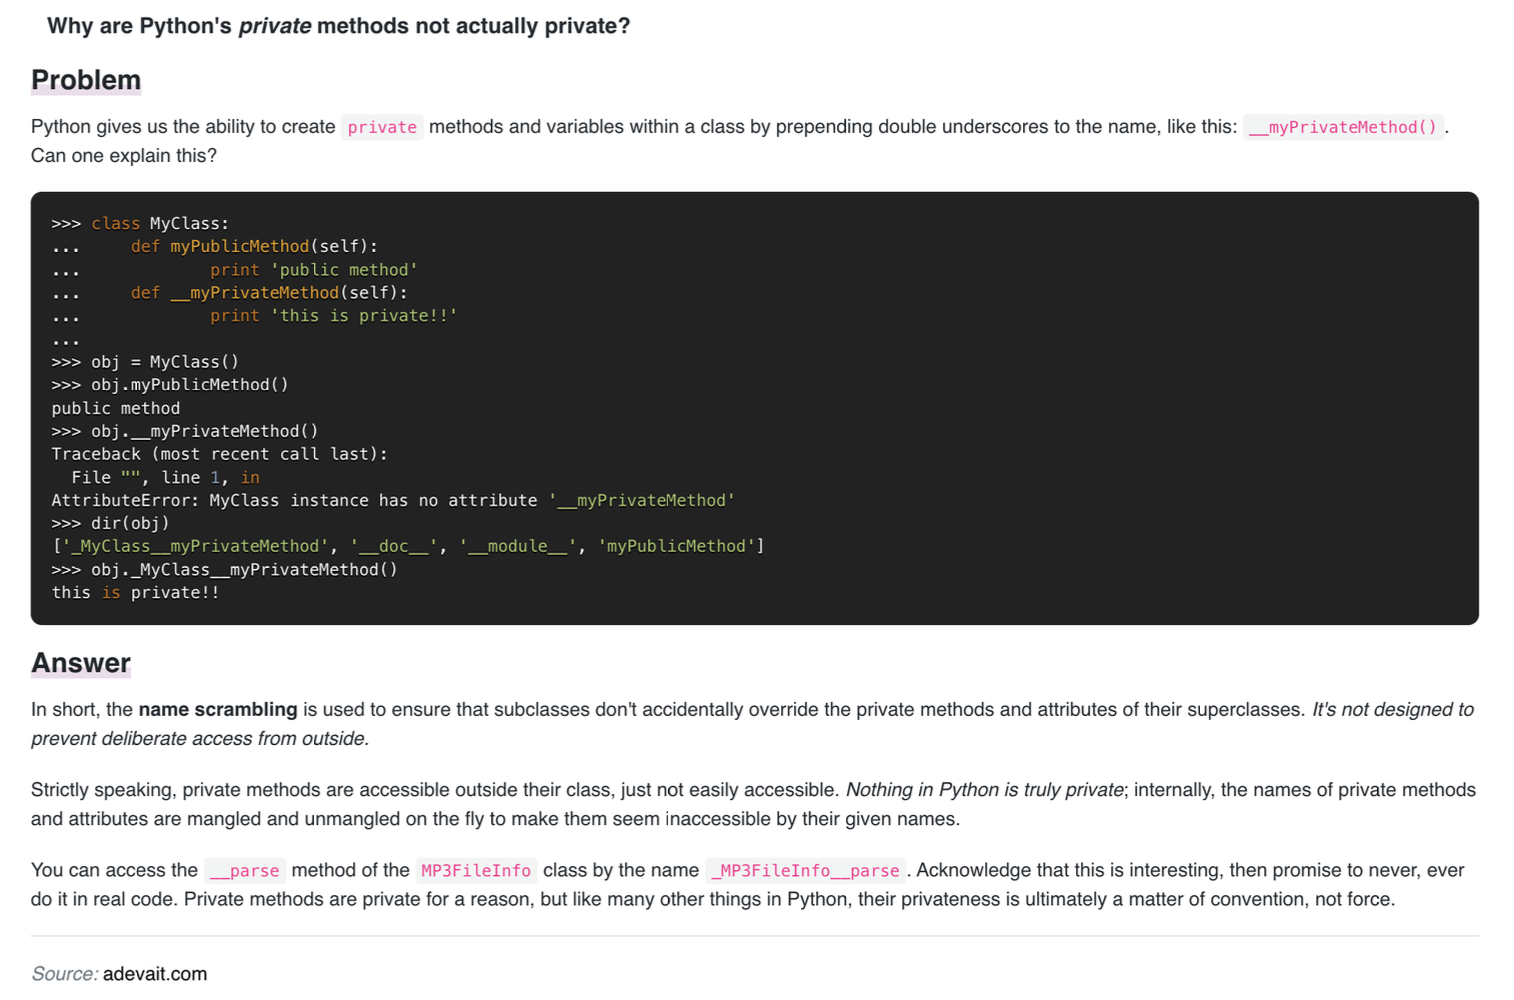 Why are Python's private methods not actually private?
Problem
Python gives us the ability to create private methods and variables within a class by prepending double underscores to the name, like this: __myPrivateMethod() .
Can one explain this?
>>> class MyClass:
...     def myPublicMethod(self):
...             print 'public method'
...     def __myPrivateMethod(self):
...             print 'this is private!!'
...
>>> obj = MyClass()
>>> obj.myPublicMethod()
public method
>>> obj.__myPrivateMethod()
Traceback (most recent call last):
  File "", line 1, in
AttributeError: MyClass instance has no attribute '__myPrivateMethod'
>>> dir(obj)
['_MyClass__myPrivateMethod', '__doc__', '__module__', 'myPublicMethod']
>>> obj._MyClass__myPrivateMethod()
this is private!!
Answer
In short, the name scrambling is used to ensure that subclasses don't accidentally override the private methods and attributes of their superclasses. It's not designed to
prevent deliberate access from outside.
Strictly speaking, private methods are accessible outside their class, just not easily accessible. Nothing in Python is truly private; internally, the names of private methods
and attributes are mangled and unmangled on the fly to make them seem inaccessible by their given names.
You can access the __parse method of the MP3FileInfo class by the name _MP3FileInfo__parse . Acknowledge that this is interesting, then promise to never, ever
do it in real code. Private methods are private for a reason, but like many other things in Python, their privateness is ultimately a matter of convention, not force.
Source: adevait.com